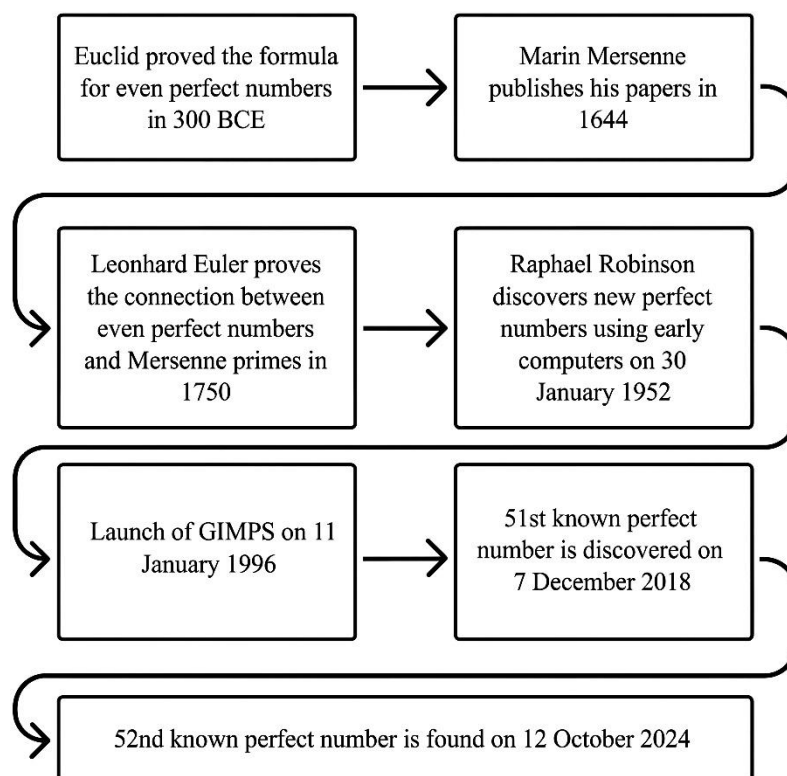 Euclid proved the formula
for even perfect numbers
in 300 BCE
Marin Mersenne
publishes his papers in
1644
Leonhard Euler proves
the connection between
even perfect numbers
and Mersenne primes in
1750
Raphael Robinson
discovers new perfect
numbers using early
computers on 30
January 1952
Launch of GIMPS on 11
January 1996
51st known perfect
number is discovered on
7 December 2018
52nd known perfect number is found on 12 October 2024